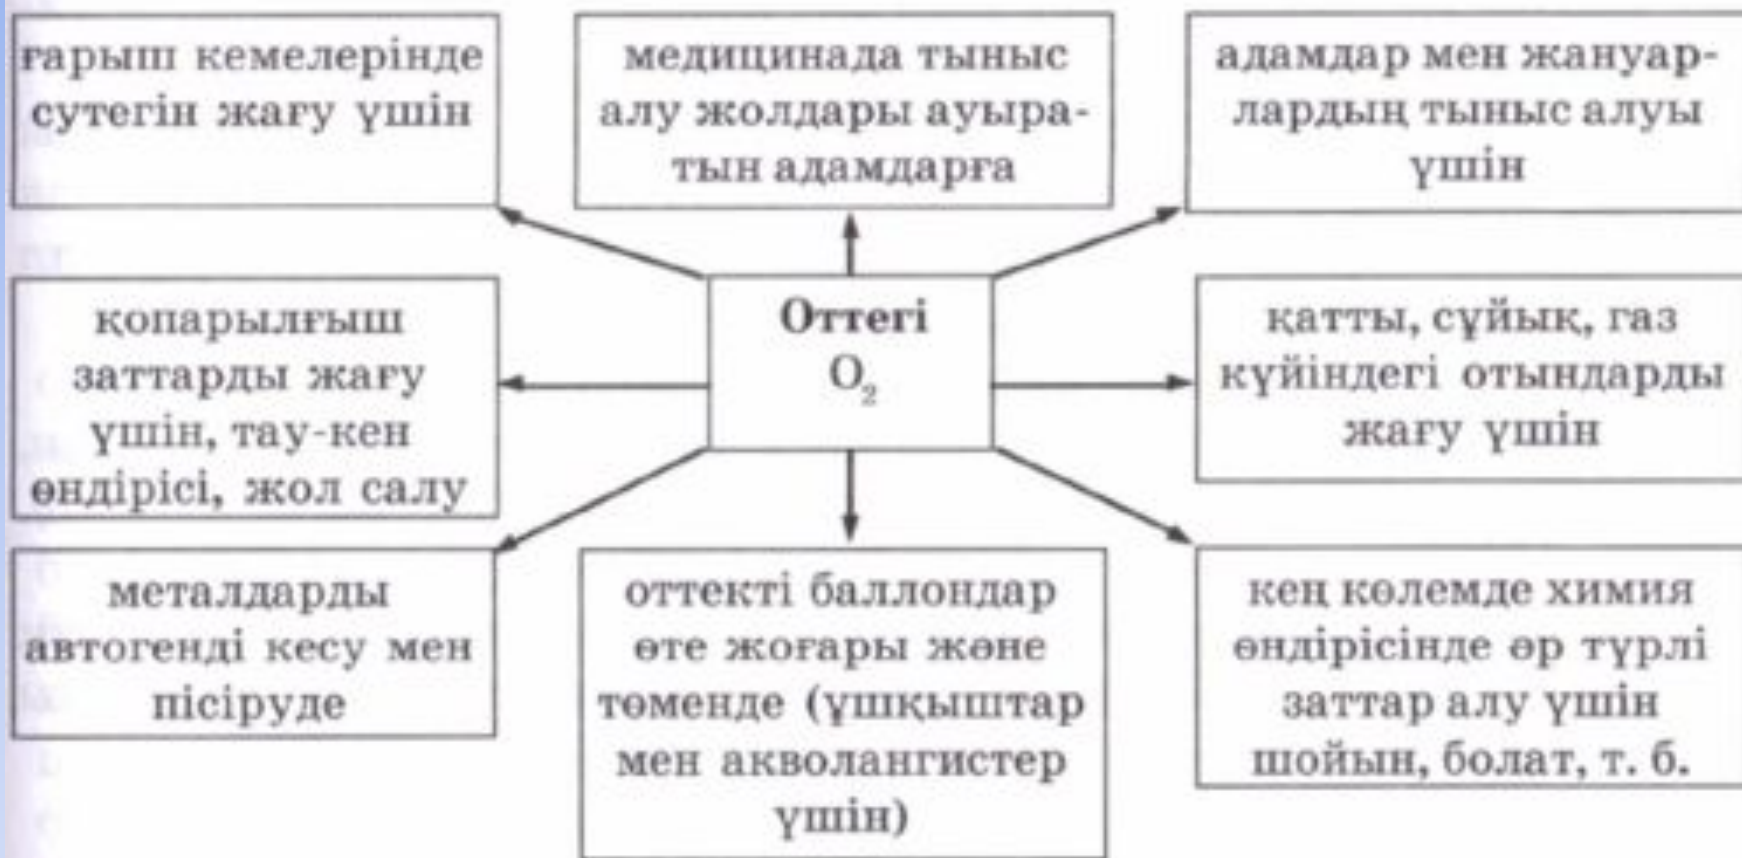 ғарыш кемелерінде
сутегін жағу үшін
медицинада тыныс
алу жолдары ауыра-
тын адамдарға
адамдар мен жануар-
лардың тыныс алуы
үшін
қопарылғыш
заттарды жағу
үшін, тау-кен
өндірісі, жол салу
Оттегі
O₂
қатты, сұйық, газ
күйіндегі отындарды
жағу үшін
металдарды
автогенді кесу мен
пісіруде
оттекті баллондар
өте жоғары және
төменде (ұшқыштар
мен акволангистер
үшін)
кең көлемде химия
өндірісінде әр түрлі
заттар алу үшін
шойын, болат, т. б.